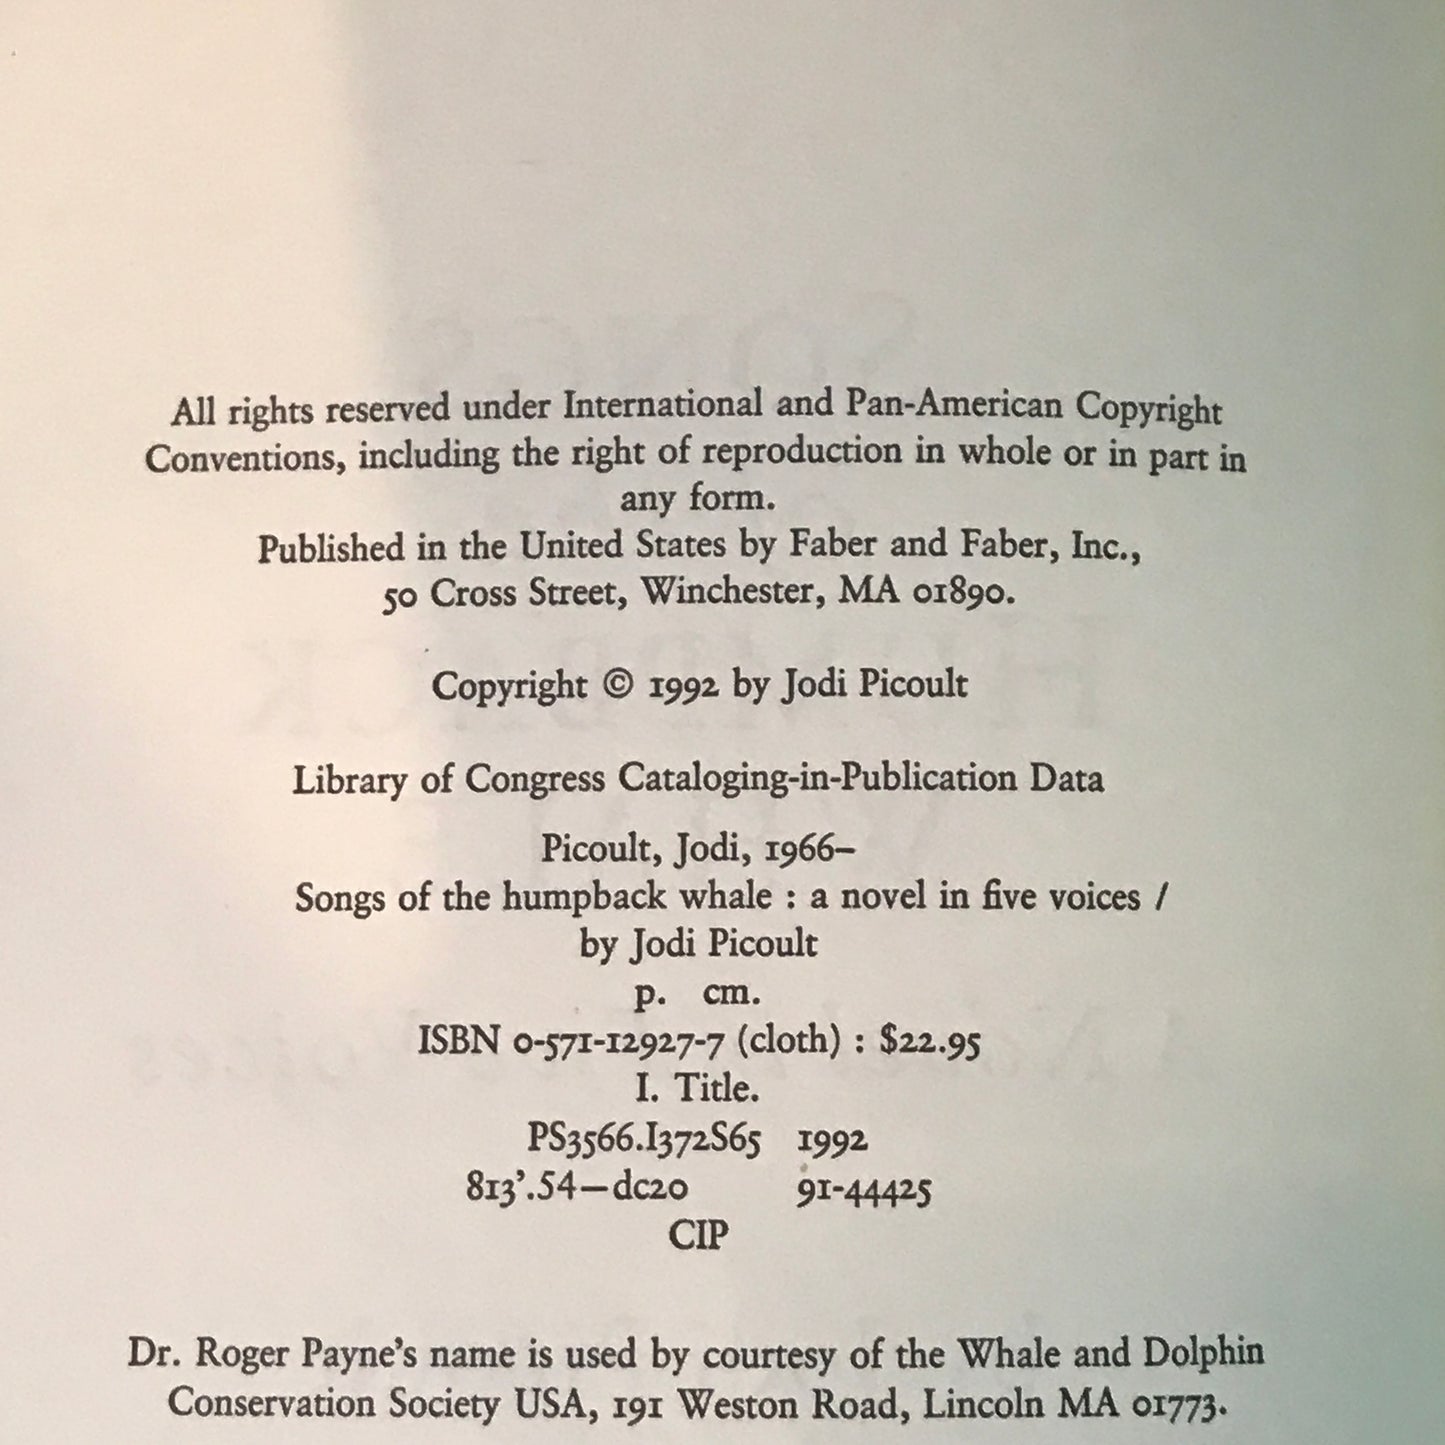 All rights reserved under International and Pan-American Copyright
Conventions, including the right of reproduction in whole or in part in
any form.
Published in the United States by Faber and Faber, Inc.,
50 Cross Street, Winchester, MA 01890.
Copyright © 1992 by Jodi Picoult
Library of Congress Cataloging-in-Publication Data
Picoult, Jodi, 1966–
Songs of the humpback whale : a novel in five voices /
by Jodi Picoult
p. cm.
ISBN 0-571-12927-7 (cloth) : $22.95
I. Title.
PS3566.I372S65 1992
813'.54—dc20 91-44425
CIP
Dr. Roger Payne's name is used by courtesy of the Whale and Dolphin
Conservation Society USA, 191 Weston Road, Lincoln MA 01773.